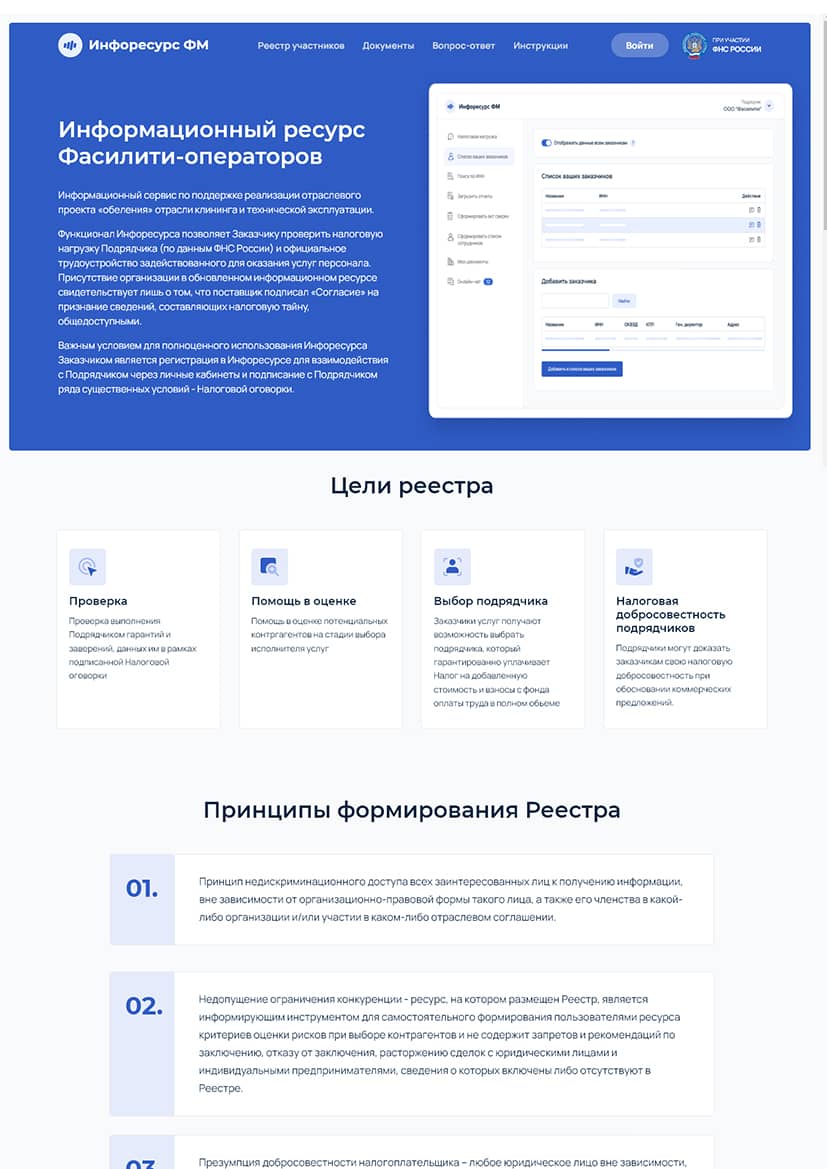 Инфоресурс ФМ
Реестр участников Документы Вопрос-ответ Инструкции
Войти
ПРИ УЧАСТИИ
ФНС РОССИИ
Информационный ресурс
Фасилити-операторов
Информационный сервис по поддержке реализации отраслевого
проекта «обеления» отрасли клининга и технической эксплуатации.
Функционал Инфоресурса позволяет Заказчику проверить налоговую
нагрузку Подрядчика (по данным ФНС России) и официальное
трудоустройство задействованного для оказания услуг персонала.
Присутствие организации в обновленном информационном ресурсе
свидетельствует лишь о том, что поставщик подписал «Согласие» на
признание сведений, составляющих налоговую тайну,
общедоступными.
Важным условием для полноценного использования Инфоресурса
Заказчиком является регистрация в Инфоресурсе для взаимодействия
с Подрядчиком через личные кабинеты и подписание с Подрядчиком
ряда существенных условий - Налоговой оговорки.
Инфоресурс ФМ
Подрядчик
ООО "Фасилити"
Налоговая нагрузка
Список ваших заказчиков
Поиск по ИНН
Загрузить отчеты
Сформировать акт сверки
Сформировать список
сотрудников
Мои документы
Онлайн-чат
Отображать данные всем заказчикам
Список ваших заказчиков
Название ИНН Действия
Добавить заказчика
Найти
Название ИНН ОКВЭД КПП Ген. директор Адрес
Добавить в список ваших заказчиков
Цели реестра
Проверка
Проверка выполнения
Подрядчиком гарантий и
заверений, данных им в рамках
подписанной Налоговой
оговорки
Помощь в оценке
Помощь в оценке потенциальных
контргагентов на стадии выбора
исполнителя услуг
Выбор подрядчика
Заказчики услуг получают
возможность выбрать
подрядчика, который
гарантированно уплачивает
Налог на добавленную
стоимость и взносы с фонда
оплаты труда в полном обьеме
Налоговая
добросовестность
подрядчиков
Подрядчики могут доказать
заказчикам свою налоговую
добросовестность при
обосновании коммерческих
предложений.
Принципы формирования Реестра
01.
Принцип недискриминационного доступа всех заинтересованных лиц к получению информации,
вне зависимости от организационно-правовой формы такого лица, а также его членства в какой-
либо организации и/или участии в каком-либо отраслевом соглашении.
02.
Недопущение ограничения конкуренции - ресурс, на котором размещен Реестр, является
информирующим инструментом для самостоятельного формирования пользователями ресурса
критериев оценки рисков при выборе контрагентов и не содержит запретов и рекомендаций по
заключению, отказу от заключения, расторжению сделок с юридическими лицами и
индивидуальными предпринимателями, сведения о которых включены либо отсутствуют в
Реестре.
03.
Презумпция добросовестности налогоплательщика – любое юридическое лицо вне зависимости,